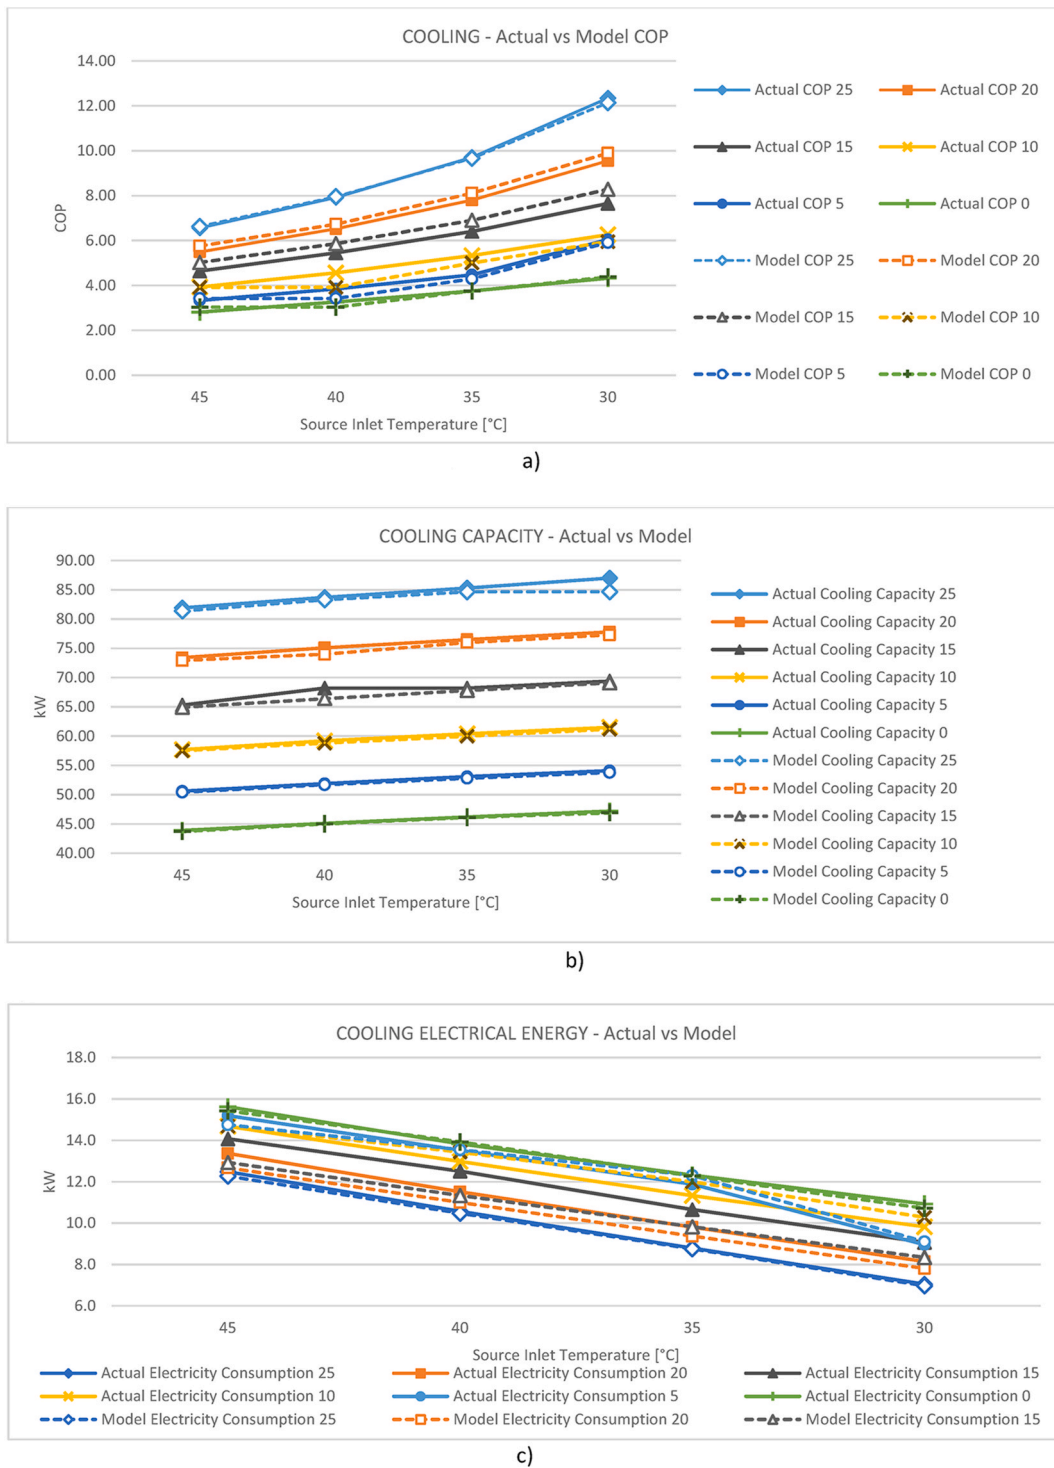 COOLING - Actual vs Model COP
14.00
12.00
10.00
8.00
6.00
4.00
2.00
0.00
COP
45 40 35 30
Source Inlet Temperature [°C]
Actual COP 25 Actual COP 20
Actual COP 15 Actual COP 10
Actual COP 5 Actual COP 0
Model COP 25 Model COP 20
Model COP 15 Model COP 10
Model COP 5 Model COP 0
a)
COOLING CAPACITY - Actual vs Model
90.00
85.00
80.00
75.00
70.00
65.00
60.00
55.00
50.00
45.00
40.00
kW
45 40 35 30
Source Inlet Temperature [°C]
Actual Cooling Capacity 25
Actual Cooling Capacity 20
Actual Cooling Capacity 15
Actual Cooling Capacity 10
Actual Cooling Capacity 5
Actual Cooling Capacity 0
Model Cooling Capacity 25
Model Cooling Capacity 20
Model Cooling Capacity 15
Model Cooling Capacity 10
Model Cooling Capacity 5
Model Cooling Capacity 0
b)
COOLING ELECTRICAL ENERGY - Actual vs Model
18.0
16.0
14.0
12.0
10.0
8.0
6.0
kW
45 40 35 30
Source Inlet Temperature [°C]
Actual Electricity Consumption 25 Actual Electricity Consumption 20 Actual Electricity Consumption 15
Actual Electricity Consumption 10 Actual Electricity Consumption 5 Actual Electricity Consumption 0
Model Electricity Consumption 25 Model Electricity Consumption 20 Model Electricity Consumption 15
c)